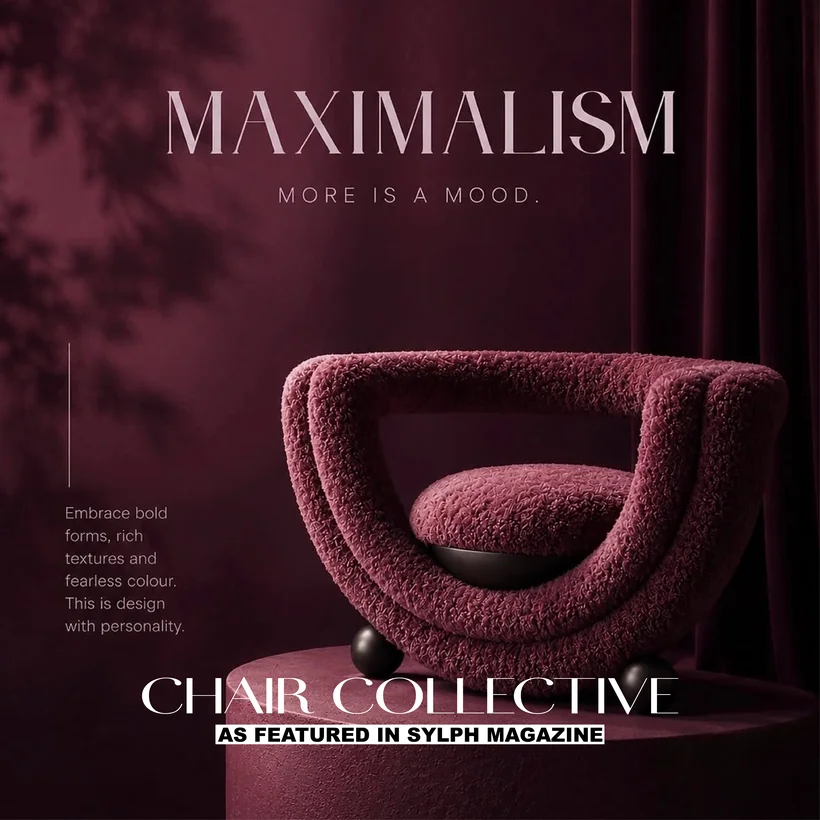 MAXIMALISM
MORE IS A MOOD.
Embrace bold
forms, rich
textures and
fearless colour.
This is design
with personality.
CHAIR COLLECTIVE
AS FEATURED IN SYLPH MAGAZINE